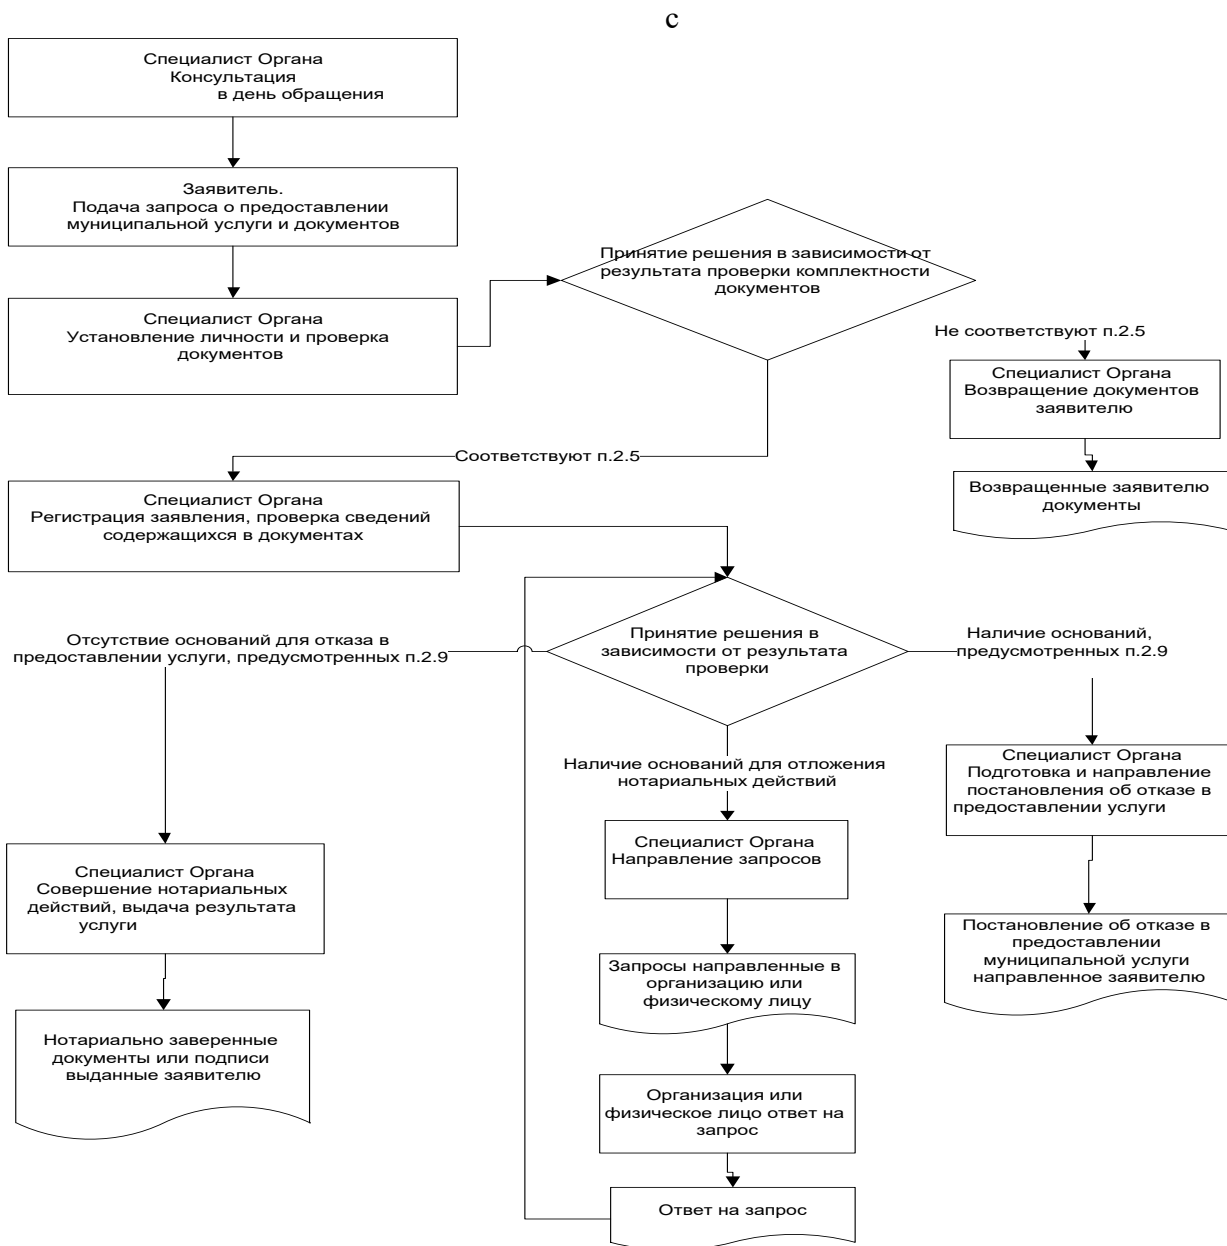 с
Специалист Органа
Консультация
в день обращения
Заявитель.
Подача запроса о предоставлении
муниципальной услуги и документов
Принятие решения в зависимости от
результата проверки комплектности
документов
Специалист Органа
Установление личности и проверка
документов
Не соответствуют п.2.5
Специалист Органа
Возвращение документов
заявителю
Соответствуют п.2.5
Возвращенные заявителю
документы
Специалист Органа
Регистрация заявления, проверка сведений
содержащихся в документах
Отсутствие оснований для отказа в
предоставлении услуги, предусмотренных п.2.9
Принятие решения в
зависимости от результата
проверки
Наличие оснований,
предусмотренных п.2.9
Наличие оснований для отложения
нотариальных действий
Специалист Органа
Подготовка и направление
постановления об отказе в
предоставлении услуги
Специалист Органа
Направление запросов
Специалист Органа
Совершение нотариальных
действий, выдача результата
услуги
Постановление об отказе в
предоставлении
муниципальной услуги
направленное заявителю
Запросы направленные в
организацию или
физическому лицу
Нотариально заверенные
документы или подписи
выданные заявителю
Организация или
физическое лицо ответ на
запрос
Ответ на запрос